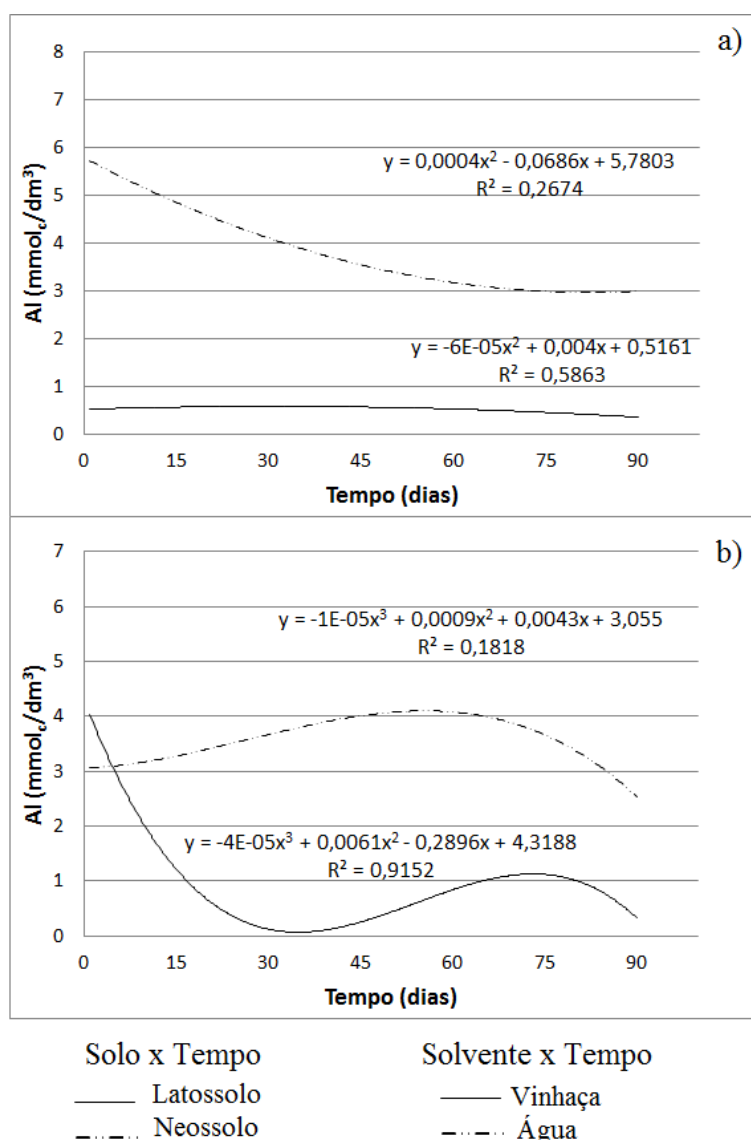 a)
8
7
6
5
4
3
2
1
0
Al (mmol_c/dm³)
y = 0,0004x² - 0,0686x + 5,7803
R² = 0,2674
y = -6E-05x² + 0,004x + 0,5161
R² = 0,5863
0 15 30 45 60 75 90
Tempo (dias)
b)
7
6
5
4
3
2
1
0
Al (mmol_c/dm³)
y = -1E-05x³ + 0,0009x² + 0,0043x + 3,055
R² = 0,1818
y = -4E-05x³ + 0,0061x² - 0,2896x + 4,3188
R² = 0,9152
0 15 30 45 60 75 90
Tempo (dias)
Solo x Tempo
Latossolo
Neossolo
Solvente x Tempo
Vinhaça
Água